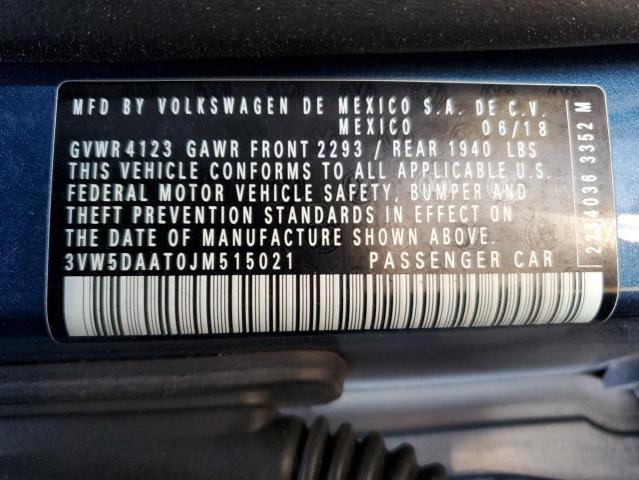 MFD BY VOLKSWAGEN DE MEXICO S.A. DE C.V.
MEXICO 06/18
GVWR 4123 GAWR FRONT 2293 / REAR 1940 LBS
THIS VEHICLE CONFORMS TO ALL APPLICABLE U.S.
FEDERAL MOTOR VEHICLE SAFETY, BUMPER AND
THEFT PREVENTION STANDARDS IN EFFECT ON
THE DATE OF MANUFACTURE SHOWN ABOVE.
3VW5DAAT0JM515021 PASSENGER CAR
2254036 3352 M